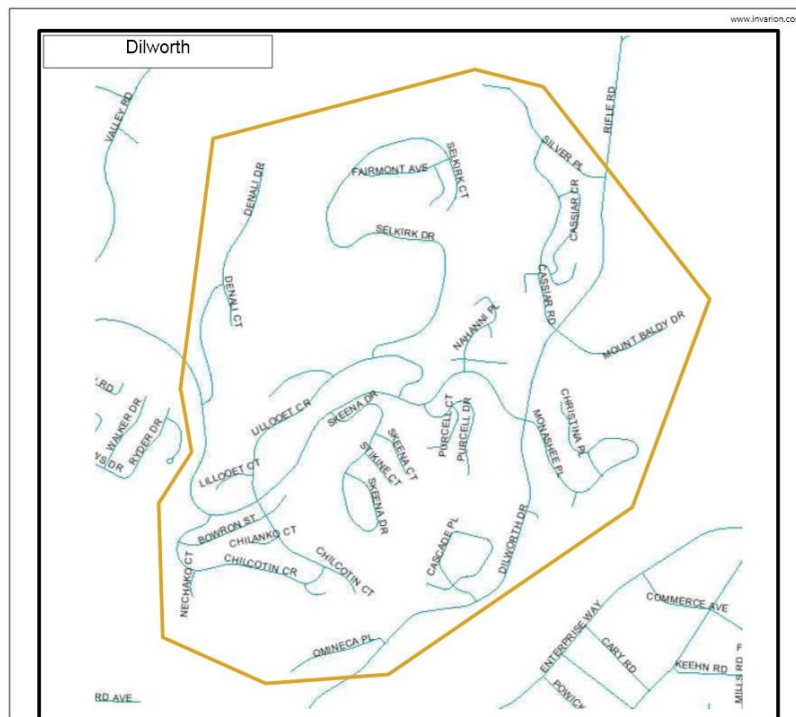 www.invarion.com
Dilworth
VALLEY RD
RIFLE RD
SILVER PL
SELKIRK CT
FAIRMONT AVE
DENALI DR
CASSIAR CR
SELKIRK DR
DENALI CT
CASSIAR RD
NAHANNI PL
MOUNT BALDY DR
RD
WALKER DR
RYDER DR
NS DR
LILLOOET CR
SKEENA DR
PURCELL CT
PURCELL DR
CHRISTINA PL
MONASHEE PL
SKEENA CT
STIKINE CT
LILLOOET CT
SKEENA DR
BOWRON ST
CHILANKO CT
CHILCOTIN CR
CHILCOTIN CT
NECHAKO CT
CASCADE PL
DILWORTH DR
OMINECA PL
ENTERPRISE WAY
COMMERCE AVE
CARY RD
KEEHN RD
POWICK
MILLS RD
RD AVE